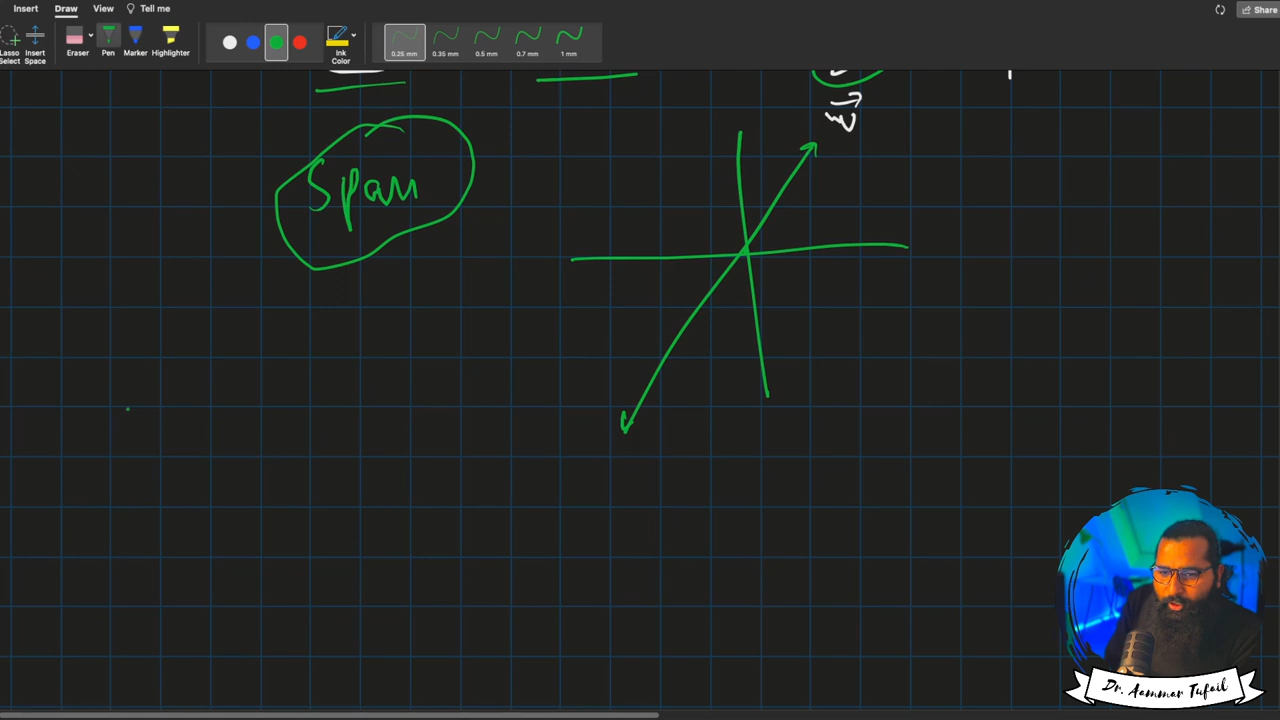 Insert Draw View Tell me
Share
Lasso Select
Insert Space
Eraser
Pen
Marker
Highlighter
Ink Color
0.25 mm
0.35 mm
0.5 mm
0.7 mm
1 mm
Span
Dr. Aammar Tufail